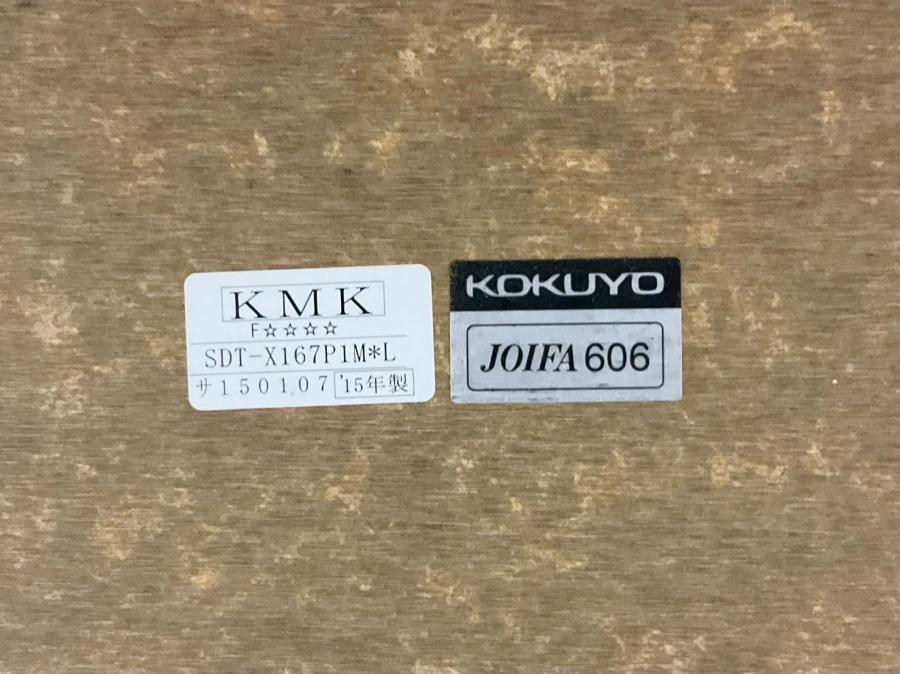 KMK
F☆☆☆☆
SDT-X167P1M*L
サ150107 '15年製
KOKUYO
JOIFA 606